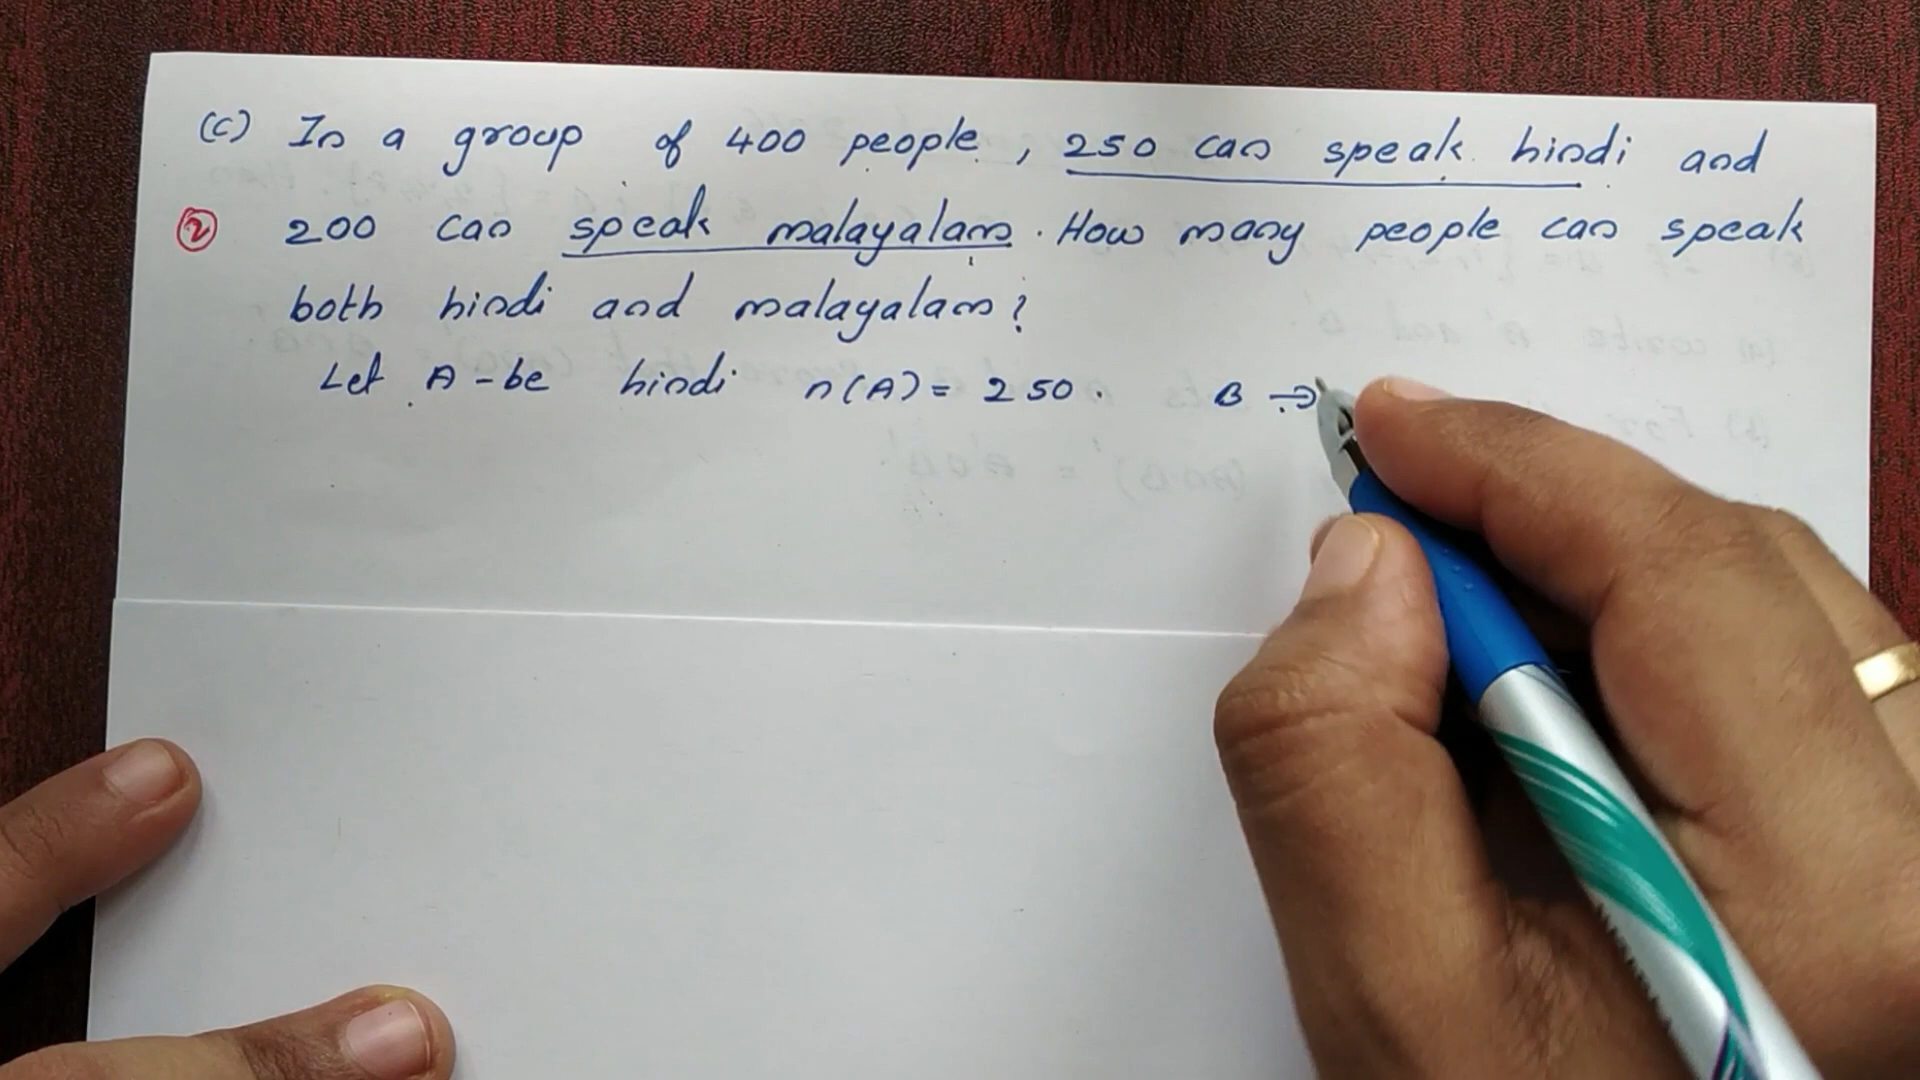 (c) In a group of 400 people, 250 can speak hindi and
② 200 can speak malayalam. How many people can speak
both hindi and malayalam?
Let A-be hindi n(A) = 250. B →